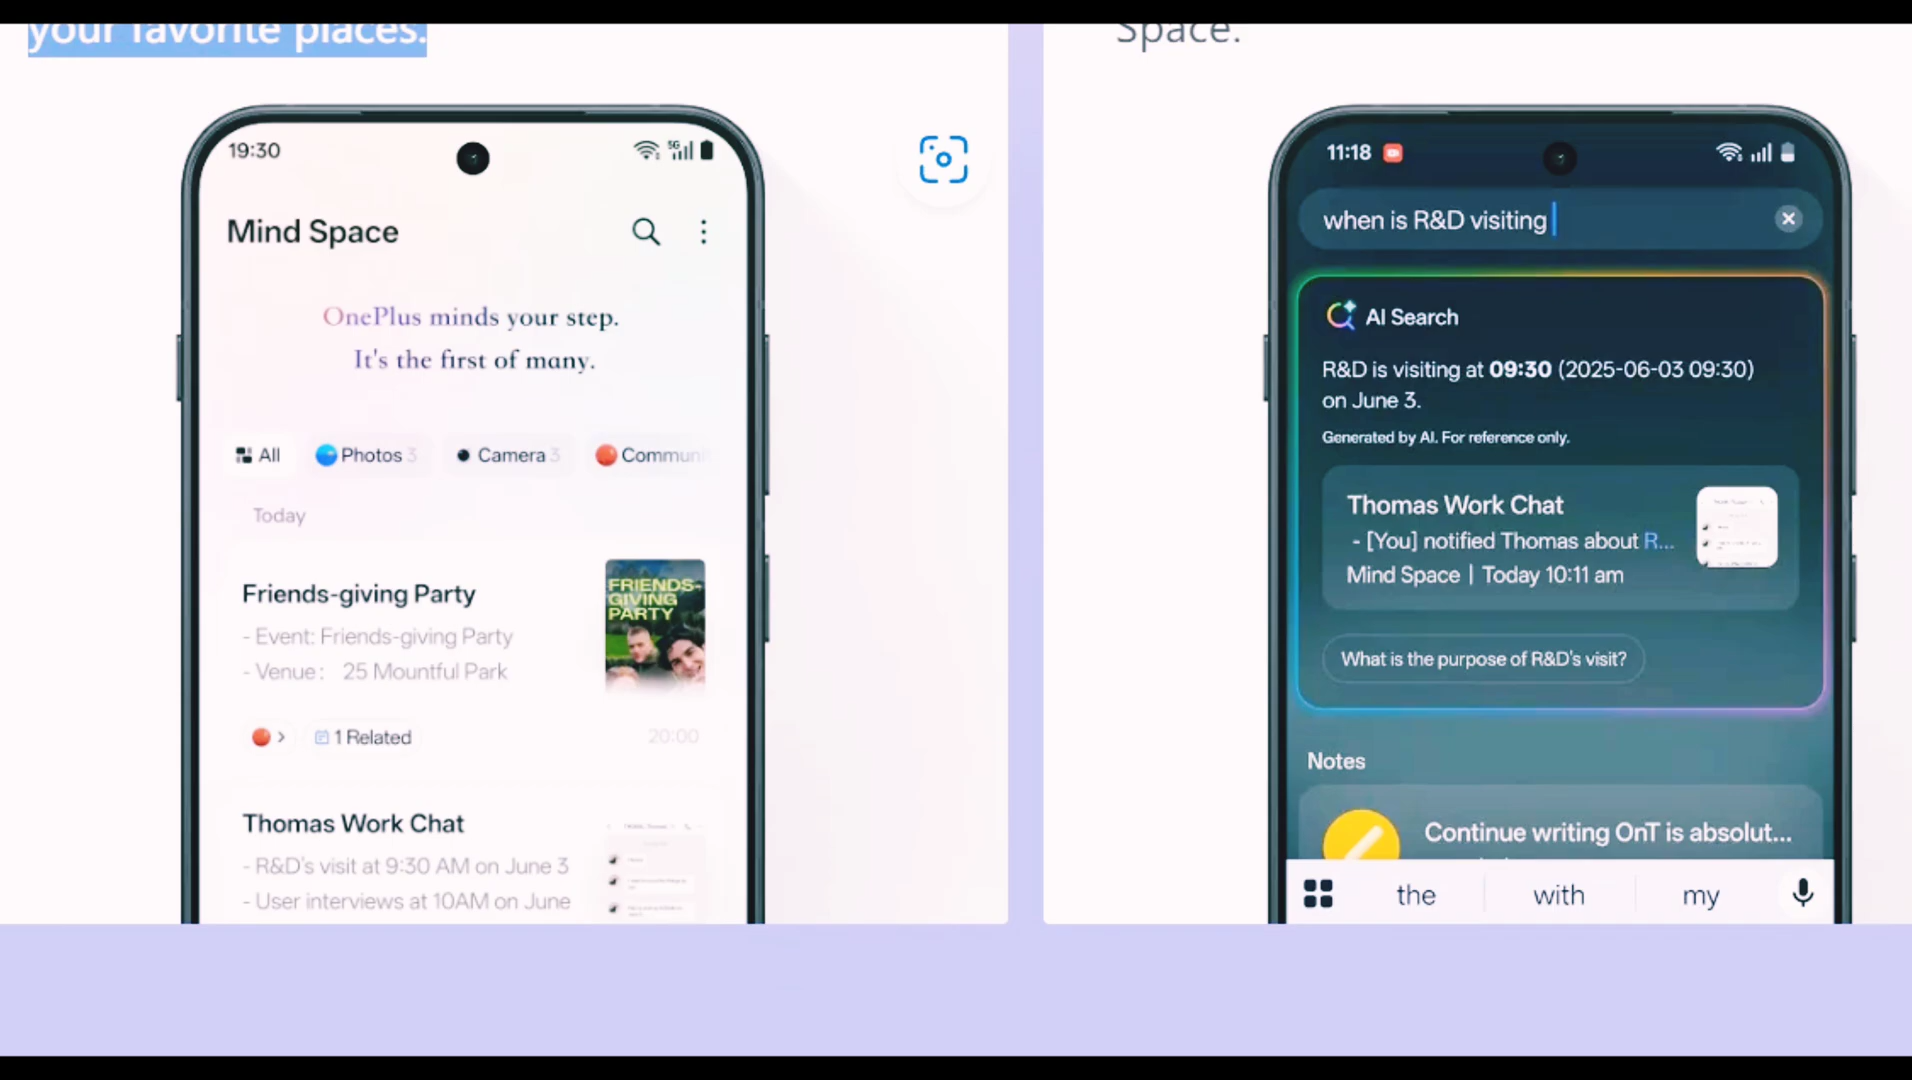 your favorite places.
19:30
5G
Mind Space
OnePlus minds your step.
It's the first of many.
All
Photos 3
Camera 3
Commun
Today
Friends-giving Party
- Event: Friends-giving Party
- Venue : 25 Mountful Park
FRIENDS-
GIVING
PARTY
1 Related
20:00
Thomas Work Chat
- R&D's visit at 9:30 AM on June 3
- User interviews at 10AM on June
Space.
11:18
when is R&D visiting
AI Search
R&D is visiting at 09:30 (2025-06-03 09:30)
on June 3.
Generated by AI. For reference only.
Thomas Work Chat
- [You] notified Thomas about R...
Mind Space | Today 10:11 am
What is the purpose of R&D's visit?
Notes
Continue writing OnT is absolut...
the
with
my